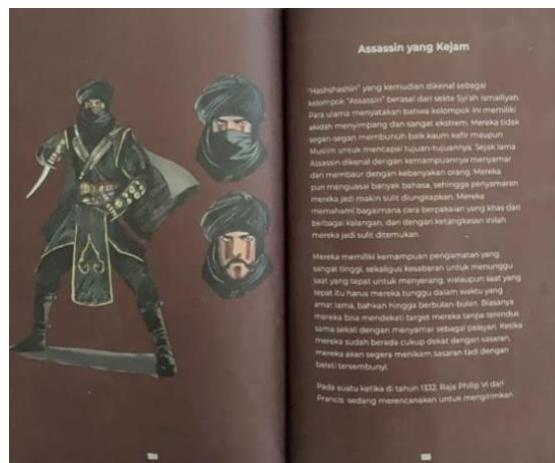 Assassin yang Kejam
"Hashshashin" yang kemudian dikenal sebagai
kelompok "Assassin" berasal dari sekte Syi'ah Ismailiyah.
Para ulama menyatakan bahwa kelompok ini memiliki
akidah menyimpang dan sangat ekstrem. Mereka tidak
segan-segan membunuh baik kaum kafir maupun
Muslim untuk mencapai tujuan-tujuannya. Sejak lama
Assassin dikenal dengan kemampuannya menyamar
dan membaur dengan kebanyakan orang. Mereka
pun menguasai banyak bahasa, sehingga penyamaran
mereka jadi makin sulit diungkapkan. Mereka
memahami bagaimana cara berpakaian yang khas dari
berbagai kalangan, dan dengan ketangkasan inilah
mereka jadi sulit ditemukan.
Mereka memiliki kemampuan pengamatan yang
sangat tinggi, sekaligus kesabaran untuk menunggu
saat yang tepat untuk menyerang, walaupun saat yang
tepat itu harus mereka tunggu dalam waktu yang
amat lama, bahkan hingga berbulan-bulan. Biasanya
mereka bisa mendekati target mereka tanpa terendus
sama sekali dengan menyamar sebagai pelayan. Ketika
mereka sudah berada cukup dekat dengan sasaran,
mereka akan segera menikam sasaran tadi dengan
belati tersembunyi.
Pada suatu ketika di tahun 1332, Raja Philip VI dari
Prancis sedang merencanakan untuk mengirimkan